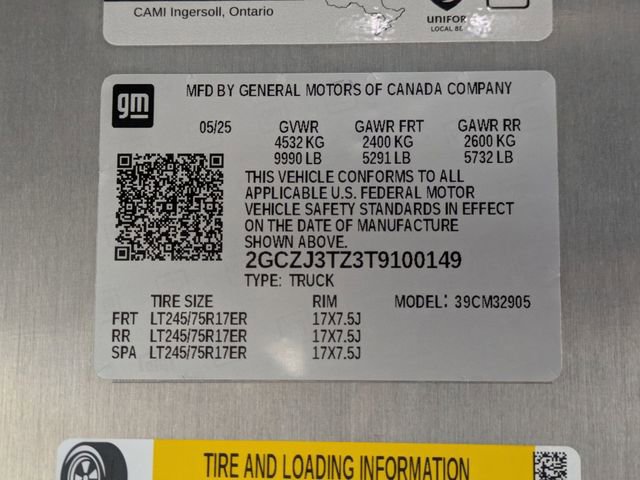 CAMI Ingersoll, Ontario
LOCAL
gm
MFD BY GENERAL MOTORS OF CANADA COMPANY
05/25 GVWR GAWR FRT GAWR RR
4532 KG 2400 KG 2600 KG
9990 LB 5291 LB 5732 LB
THIS VEHICLE CONFORMS TO ALL
APPLICABLE U.S. FEDERAL MOTOR
VEHICLE SAFETY STANDARDS IN EFFECT
ON THE DATE OF MANUFACTURE
SHOWN ABOVE.
2GCZJ3TZ3T9100149
TYPE: TRUCK
TIRE SIZE RIM MODEL: 39CM32905
FRT LT245/75R17ER 17X7.5J
RR LT245/75R17ER 17X7.5J
SPA LT245/75R17ER 17X7.5J
TIRE AND LOADING INFORMATION